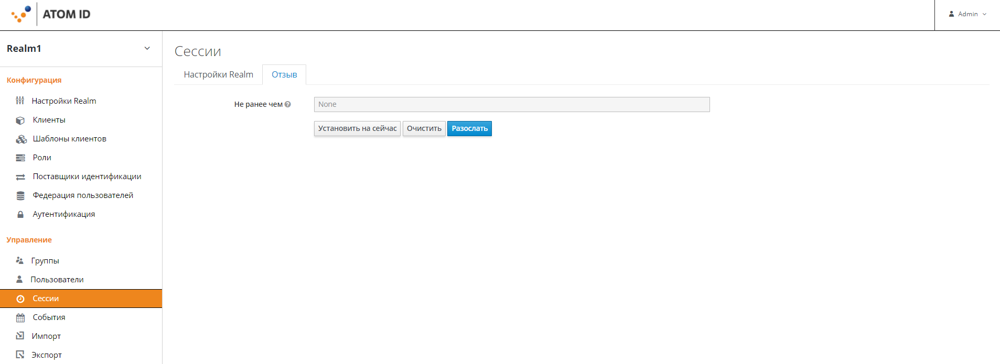 ATOM ID
Admin
Realm1
Конфигурация
Настройки Realm
Клиенты
Шаблоны клиентов
Роли
Поставщики идентификации
Федерация пользователей
Аутентификация
Управление
Группы
Пользователи
Сессии
События
Импорт
Экспорт
Сессии
Настройки Realm Отзыв
Не ранее чем None
Установить на сейчас Очистить Разослать